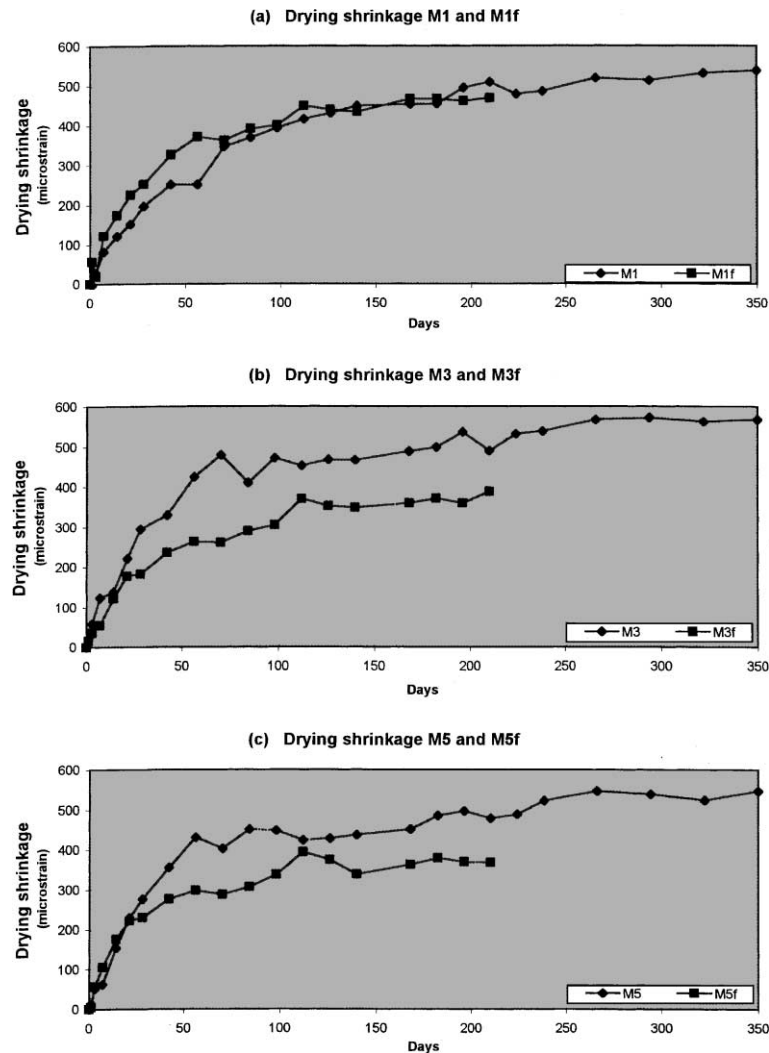 (a) Drying shrinkage M1 and M1f
Drying shrinkage
(microstrain)
600
500
400
300
200
100
0
0 50 100 150 200 250 300 350
Days
M1 M1f
(b) Drying shrinkage M3 and M3f
Drying shrinkage
(microstrain)
600
500
400
300
200
100
0
0 50 100 150 200 250 300 350
Days
M3 M3f
(c) Drying shrinkage M5 and M5f
Drying shrinkage
(microstrain)
600
500
400
300
200
100
0
0 50 100 150 200 250 300 350
Days
M5 M5f